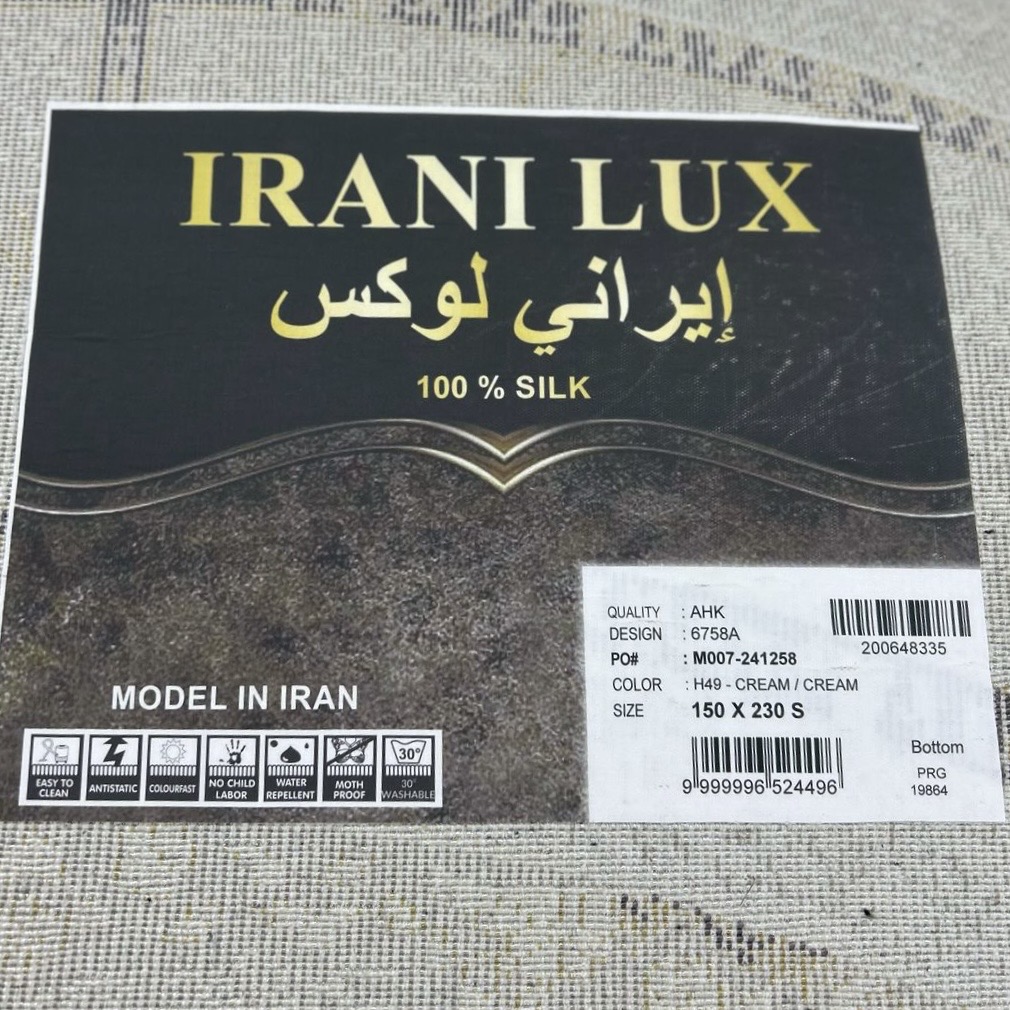 IRANI LUX
إيراني لوكس
100 % SILK
MODEL IN IRAN
EASY TO CLEAN
ANTISTATIC
COLOURFAST
NO CHILD LABOR
WATER REPELLENT
MOTH PROOF
30°
30° WASHABLE
QUALITY : AHK
DESIGN : 6758A
PO# : M007-241258
COLOR : H49 - CREAM / CREAM
SIZE 150 X 230 S
200648335
9 999996 524496
Bottom
PRG
19864